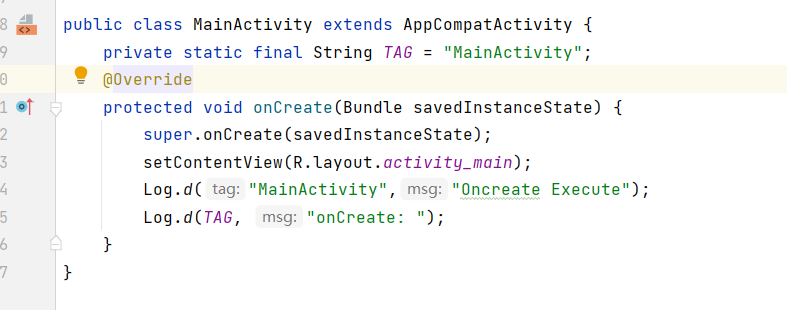 8 public class MainActivity extends AppCompatActivity {
9 private static final String TAG = "MainActivity";
0 @Override
1 protected void onCreate(Bundle savedInstanceState) {
2 super.onCreate(savedInstanceState);
3 setContentView(R.layout.activity_main);
4 Log.d( tag: "MainActivity", msg: "Oncreate Execute");
5 Log.d(TAG, msg: "onCreate: ");
6 }
7 }